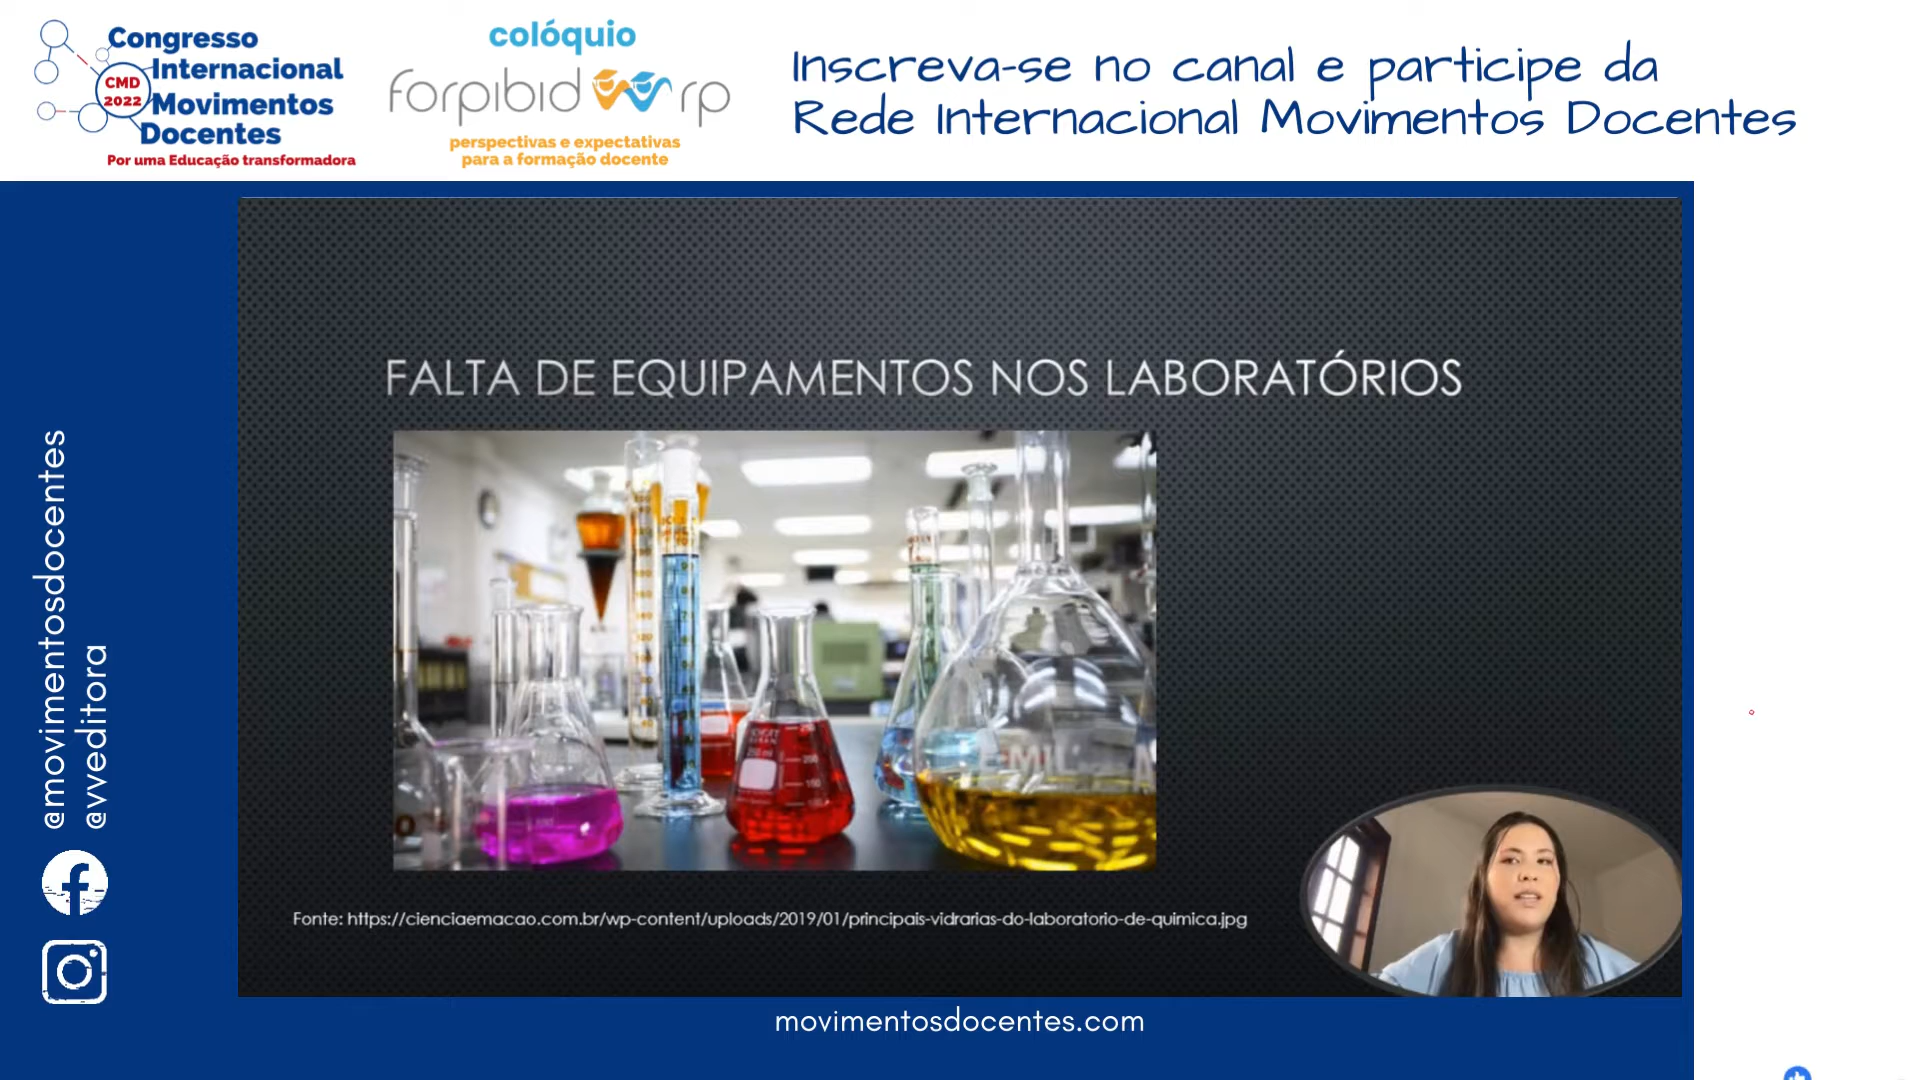 Congresso
Internacional
CMD
2022
Movimentos
Docentes
Por uma Educação transformadora
colóquio
forpibid rp
perspectivas e expectativas
para a formação docente
Inscreva-se no canal e participe da
Rede Internacional Movimentos Docentes
@movimentosdocentes
@vveditora
FALTA DE EQUIPAMENTOS NOS LABORATÓRIOS
Fonte: https://cienciaemacao.com.br/wp-content/uploads/2019/01/principais-vidrarias-do-laboratorio-de-quimica.jpg
movimentosdocentes.com